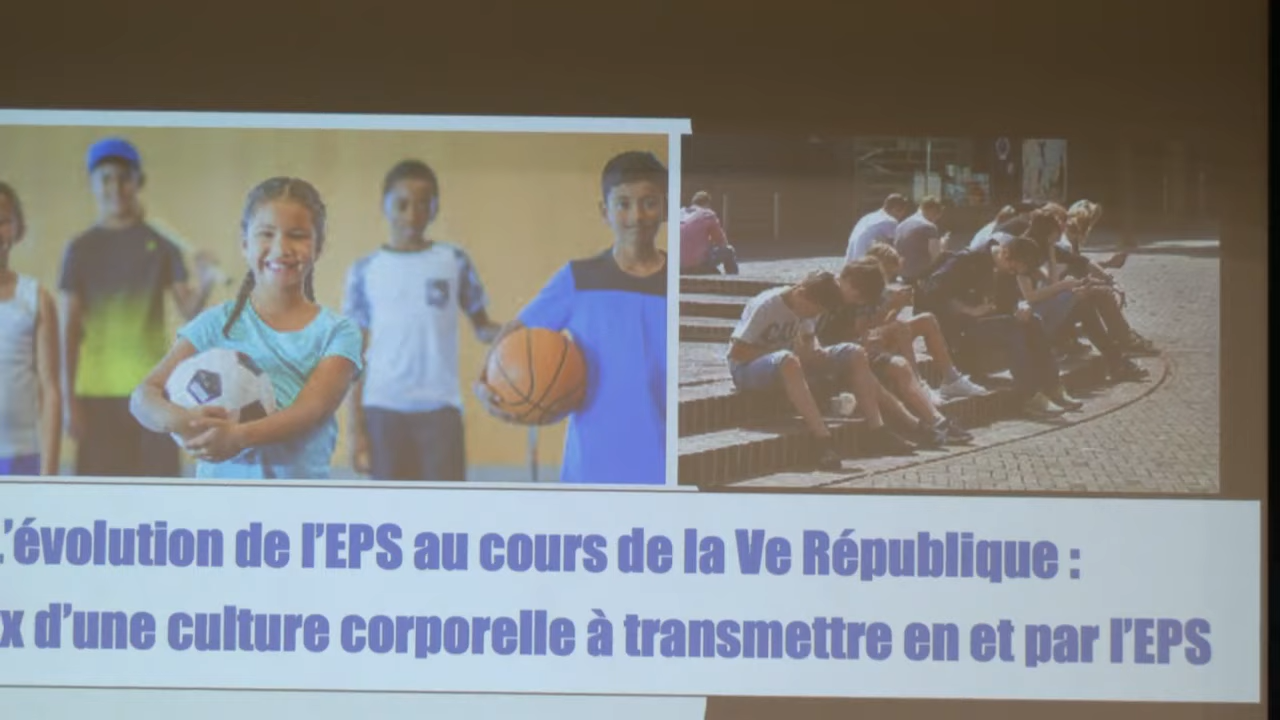 L'évolution de l'EPS au cours de la Ve République :
d'une culture corporelle à transmettre en et par l'EPS